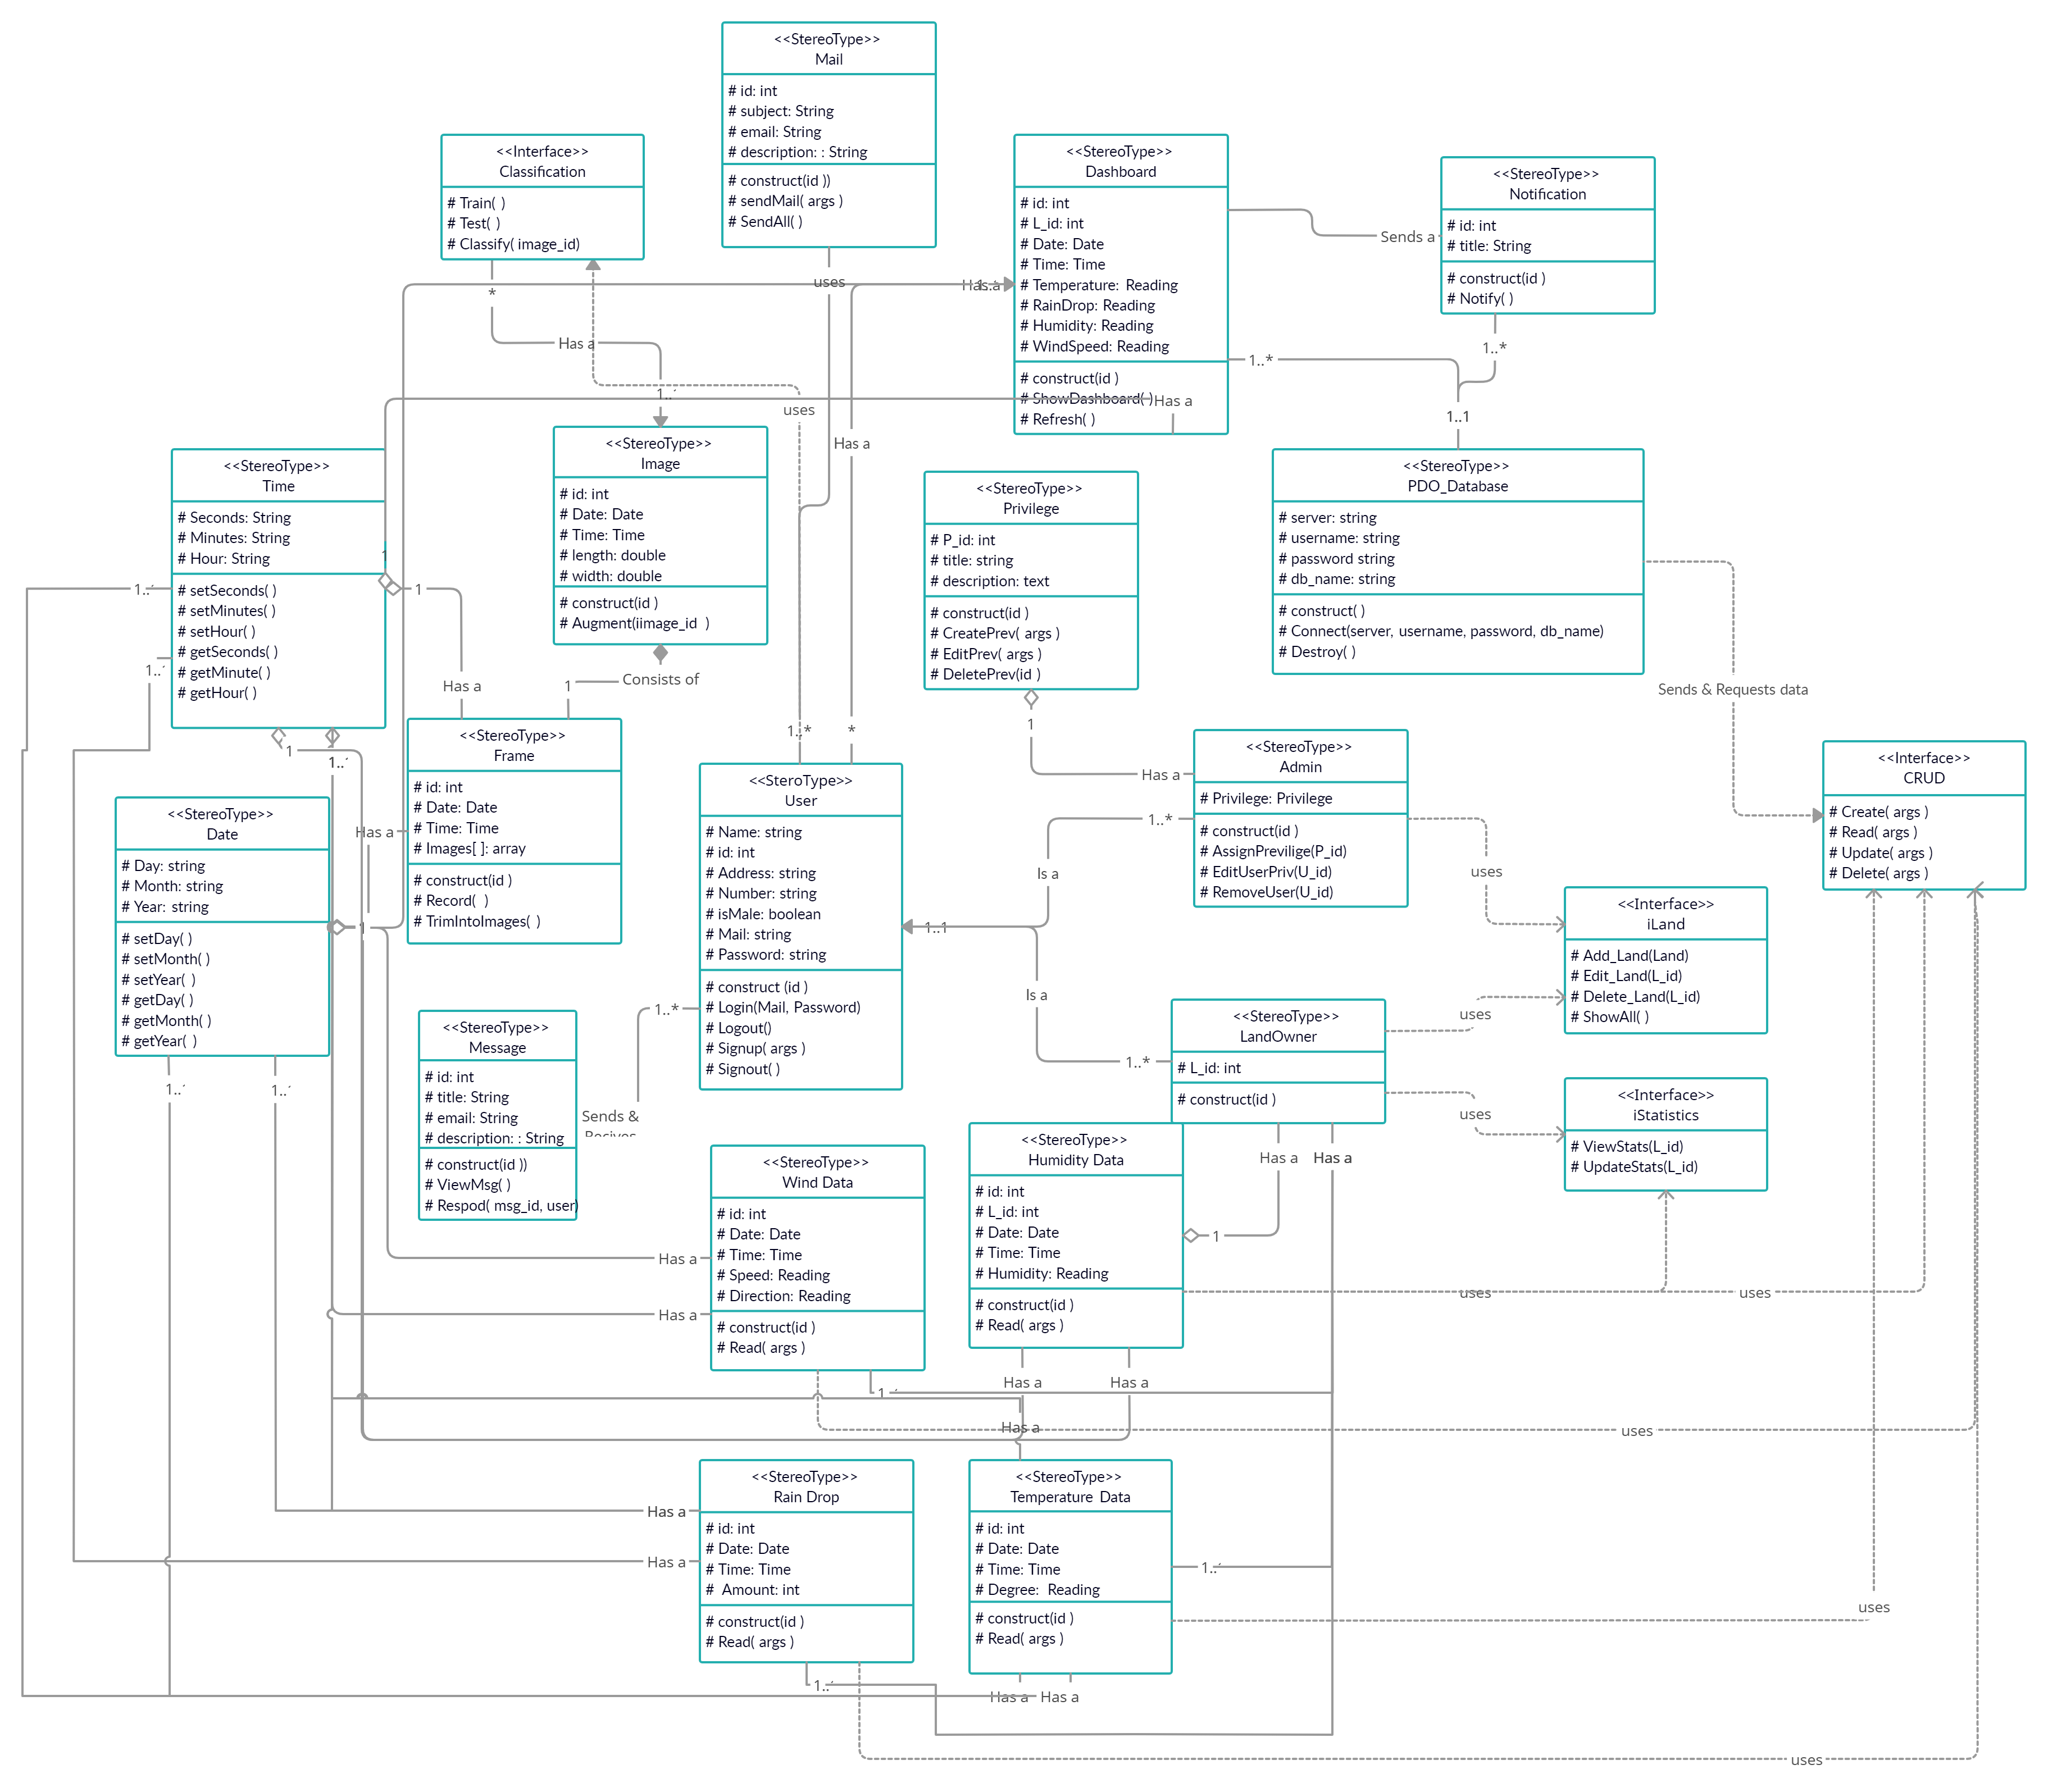 <<StereoType>>
Mail
# id: int
# subject: String
# email: String
# description: : String
# construct(id ))
# sendMail( args )
# SendAll( )
<<Interface>>
Classification
# Train( )
# Test( )
# Classify( image_id)
<<StereoType>>
Dashboard
# id: int
# L_id: int
# Date: Date
# Time: Time
# Temperature: Reading
# RainDrop: Reading
# Humidity: Reading
# WindSpeed: Reading
# construct(id )
# ShowDashboard( )
# Refresh( )
<<StereoType>>
Notification
# id: int
# title: String
# construct(id )
# Notify( )
Sends a
uses
Has a
*
Has a
1..
uses
Has a
Has a
1..*
1..*
1..1
<<StereoType>>
Time
# Seconds: String
# Minutes: String
# Hour: String
# setSeconds( )
# setMinutes( )
# setHour( )
# getSeconds( )
# getMinute( )
# getHour( )
<<StereoType>>
Image
# id: int
# Date: Date
# Time: Time
# length: double
# width: double
# construct(id )
# Augment(iimage_id )
<<StereoType>>
Privilege
# P_id: int
# title: string
# description: text
# construct(id )
# CreatePrev( args )
# EditPrev( args )
# DeletePrev(id )
<<StereoType>>
PDO_Database
# server: string
# username: string
# password string
# db_name: string
# construct( )
# Connect(server, username, password, db_name)
# Destroy( )
1
1
1..
1..
Has a
1
Consists of
1..*
*
1
Has a
Sends & Requests data
1
1..
<<StereoType>>
Frame
# id: int
# Date: Date
# Time: Time
# Images[ ]: array
# construct(id )
# Record( )
# TrimIntoImages( )
<<SteroType>>
User
# Name: string
# id: int
# Address: string
# Number: string
# isMale: boolean
# Mail: string
# Password: string
# construct (id )
# Login(Mail, Password)
# Logout()
# Signup( args )
# Signout( )
<<StereoType>>
Admin
# Privilege: Privilege
# construct(id )
# AssignPrevilige(P_id)
# EditUserPriv(U_id)
# RemoveUser(U_id)
<<Interface>>
CRUD
# Create( args )
# Read( args )
# Update( args )
# Delete( args )
<<StereoType>>
Date
# Day: string
# Month: string
# Year: string
# setDay( )
# setMonth( )
# setYear( )
# getDay( )
# getMonth( )
# getYear( )
Has a
1
1..*
Is a
1..1
Is a
1..*
uses
<<Interface>>
iLand
# Add_Land(Land)
# Edit_Land(L_id)
# Delete_Land(L_id)
# ShowAll( )
uses
<<StereoType>>
LandOwner
# L_id: int
# construct(id )
uses
<<Interface>>
iStatistics
# ViewStats(L_id)
# UpdateStats(L_id)
<<StereoType>>
Message
# id: int
# title: String
# email: String
# description: : String
# construct(id ))
# ViewMsg( )
# Respod( msg_id, user)
1..*
Sends &
Recives
1..
1..
<<StereoType>>
Wind Data
# id: int
# Date: Date
# Time: Time
# Speed: Reading
# Direction: Reading
# construct(id )
# Read( args )
Has a
Has a
<<StereoType>>
Humidity Data
# id: int
# L_id: int
# Date: Date
# Time: Time
# Humidity: Reading
# construct(id )
# Read( args )
Has a
Has a
1
uses
uses
Has a
Has a
1
Has a
uses
<<StereoType>>
Rain Drop
# id: int
# Date: Date
# Time: Time
# Amount: int
# construct(id )
# Read( args )
Has a
Has a
<<StereoType>>
Temperature Data
# id: int
# Date: Date
# Time: Time
# Degree: Reading
# construct(id )
# Read( args )
1..
uses
1..
Has a
Has a
uses